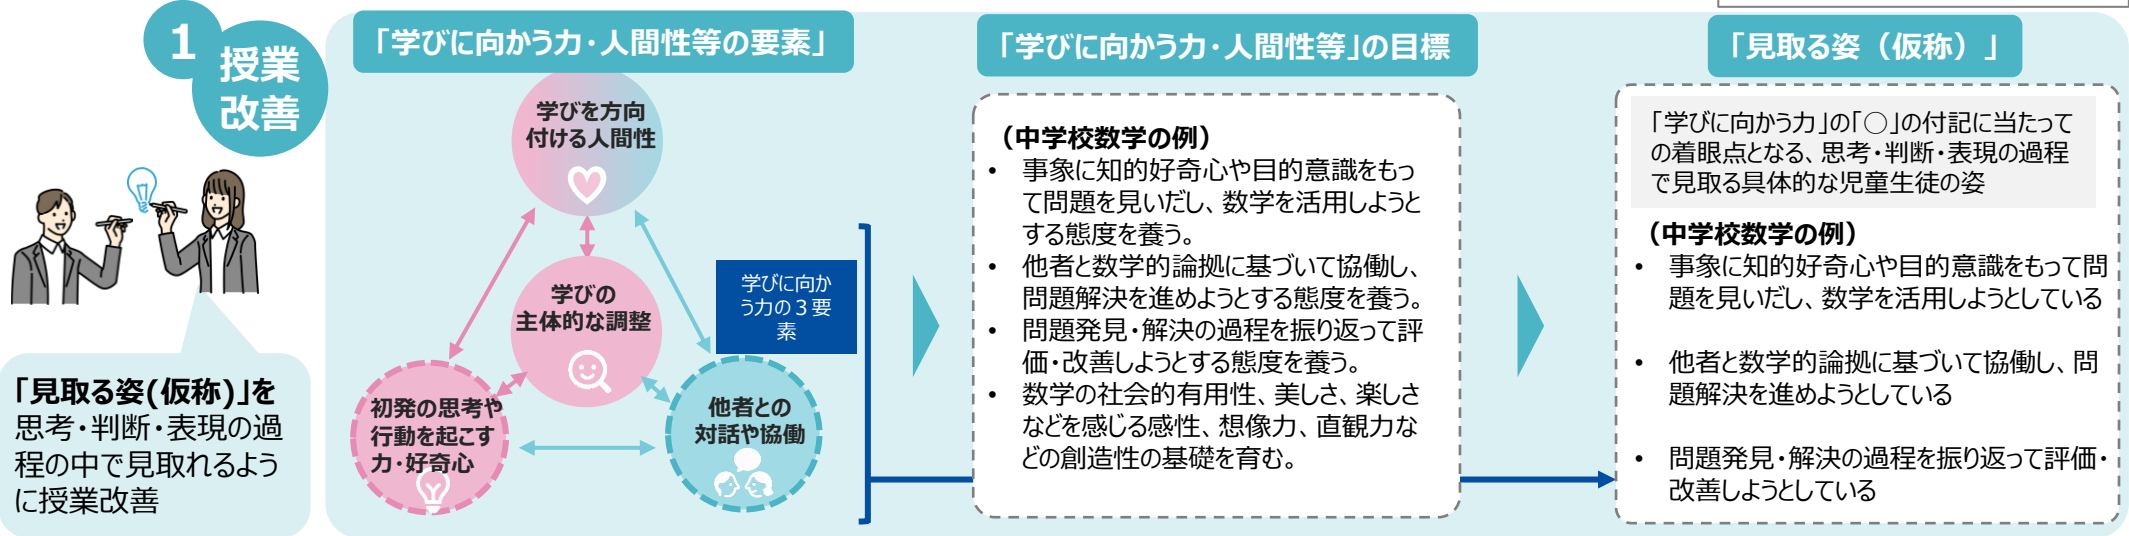 1
授業
改善
「見取る姿(仮称)」を
思考・判断・表現の過
程の中で見取れるよう
に授業改善
「学びに向かう力・人間性等の要素」
学びを方向
付ける人間性
学びの
主体的な調整
初発の思考や
行動を起こす
力・好奇心
他者との
対話や協働
学びに向か
う力の３要
素
「学びに向かう力・人間性等」の目標
（中学校数学の例）
• 事象に知的好奇心や目的意識をもっ
て問題を見いだし、数学を活用しようと
する態度を養う。
• 他者と数学的論拠に基づいて協働し、
問題解決を進めようとする態度を養う。
• 問題発見・解決の過程を振り返って評
価・改善しようとする態度を養う。
• 数学の社会的有用性、美しさ、楽しさ
などを感じる感性、想像力、直観力な
どの創造性の基礎を育む。
「見取る姿（仮称）」
「学びに向かう力」の「○」の付記に当たって
の着眼点となる、思考・判断・表現の過程
で見取る具体的な児童生徒の姿
（中学校数学の例）
• 事象に知的好奇心や目的意識をもって問
題を見いだし、数学を活用しようとしている
• 他者と数学的論拠に基づいて協働し、問
題解決を進めようとしている
• 問題発見・解決の過程を振り返って評価・
改善しようとしている